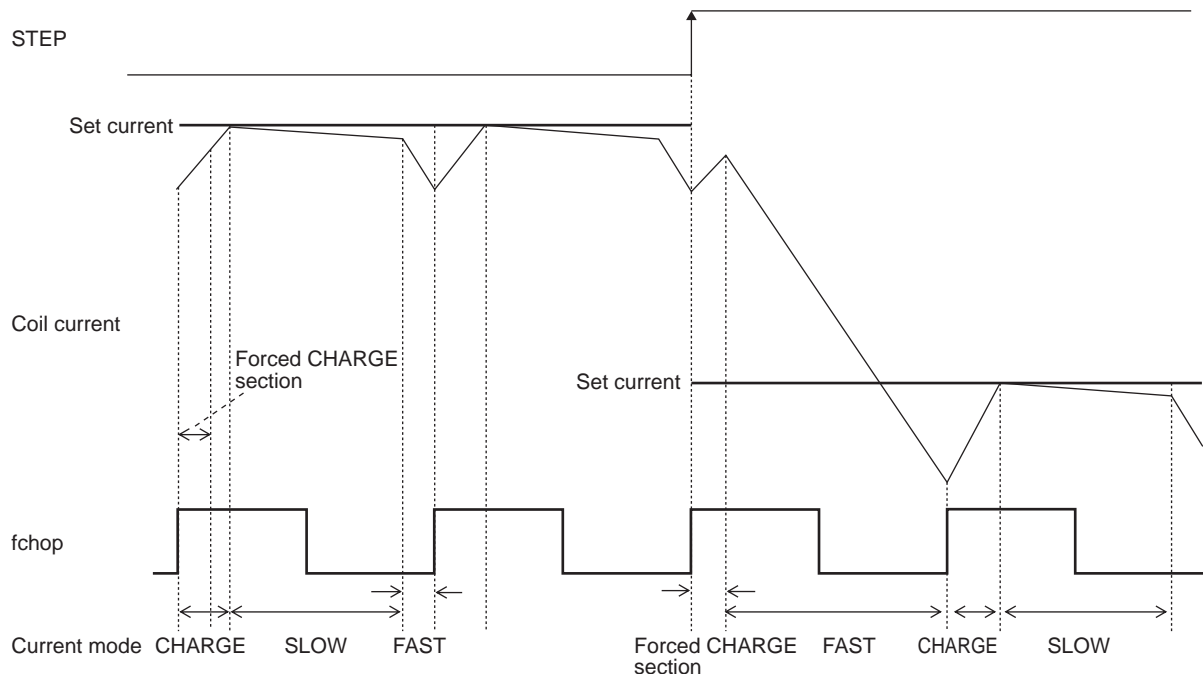 STEP
Set current
Coil current
Forced CHARGE
section
Set current
fchop
Current mode CHARGE SLOW FAST Forced CHARGE FAST CHARGE SLOW
section